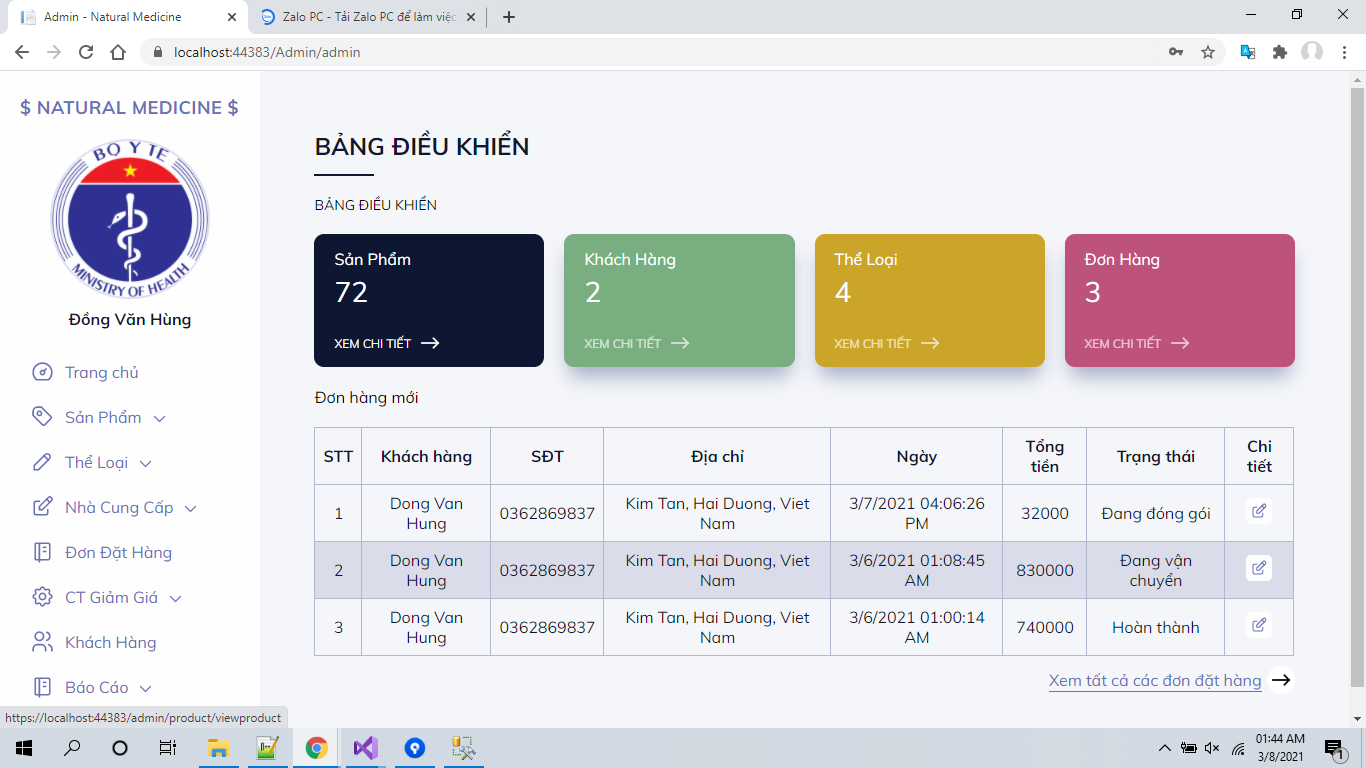 Admin - Natural Medicine
Zalo PC - Tải Zalo PC để làm việc
localhost:44383/Admin/admin
$ NATURAL MEDICINE $
BỘ Y TẾ
MINISTRY OF HEALTH
Đồng Văn Hùng
Trang chủ
Sản Phẩm
Thể Loại
Nhà Cung Cấp
Đơn Đặt Hàng
CT Giảm Giá
Khách Hàng
Báo Cáo
BẢNG ĐIỀU KHIỂN
BẢNG ĐIỀU KHIỂN
Sản Phẩm
72
XEM CHI TIẾT
Khách Hàng
2
XEM CHI TIẾT
Thể Loại
4
XEM CHI TIẾT
Đơn Hàng
3
XEM CHI TIẾT
Đơn hàng mới
STT Khách hàng SĐT Địa chỉ Ngày Tổng tiền Trạng thái Chi tiết
1 Dong Van Hung 0362869837 Kim Tan, Hai Duong, Viet Nam 3/7/2021 04:06:26 PM 32000 Đang đóng gói
2 Dong Van Hung 0362869837 Kim Tan, Hai Duong, Viet Nam 3/6/2021 01:08:45 AM 830000 Đang vận chuyển
3 Dong Van Hung 0362869837 Kim Tan, Hai Duong, Viet Nam 3/6/2021 01:00:14 AM 740000 Hoàn thành
Xem tất cả các đơn đặt hàng
https://localhost:44383/admin/product/viewproduct
01:44 AM
3/8/2021
1